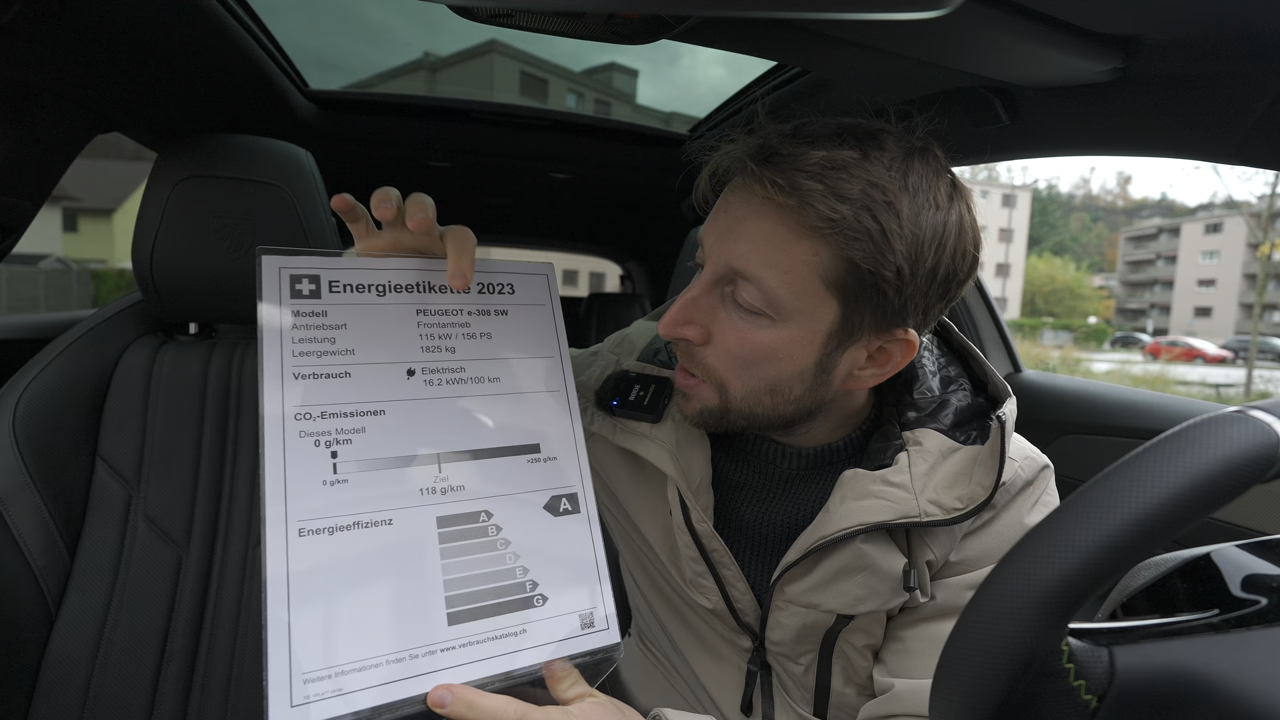 Energieetikette 2023
Modell PEUGEOT e-308 SW
Antriebsart Frontantrieb
Leistung 115 kW / 156 PS
Leergewicht 1825 kg
Verbrauch Elektrisch
16.2 kWh/100 km
CO₂-Emissionen
Dieses Modell
0 g/km
0 g/km >250 g/km
Ziel
118 g/km
Energieeffizienz A
A
B
C
D
E
F
G
Weitere Informationen finden Sie unter www.verbrauchskatalog.ch
RODE